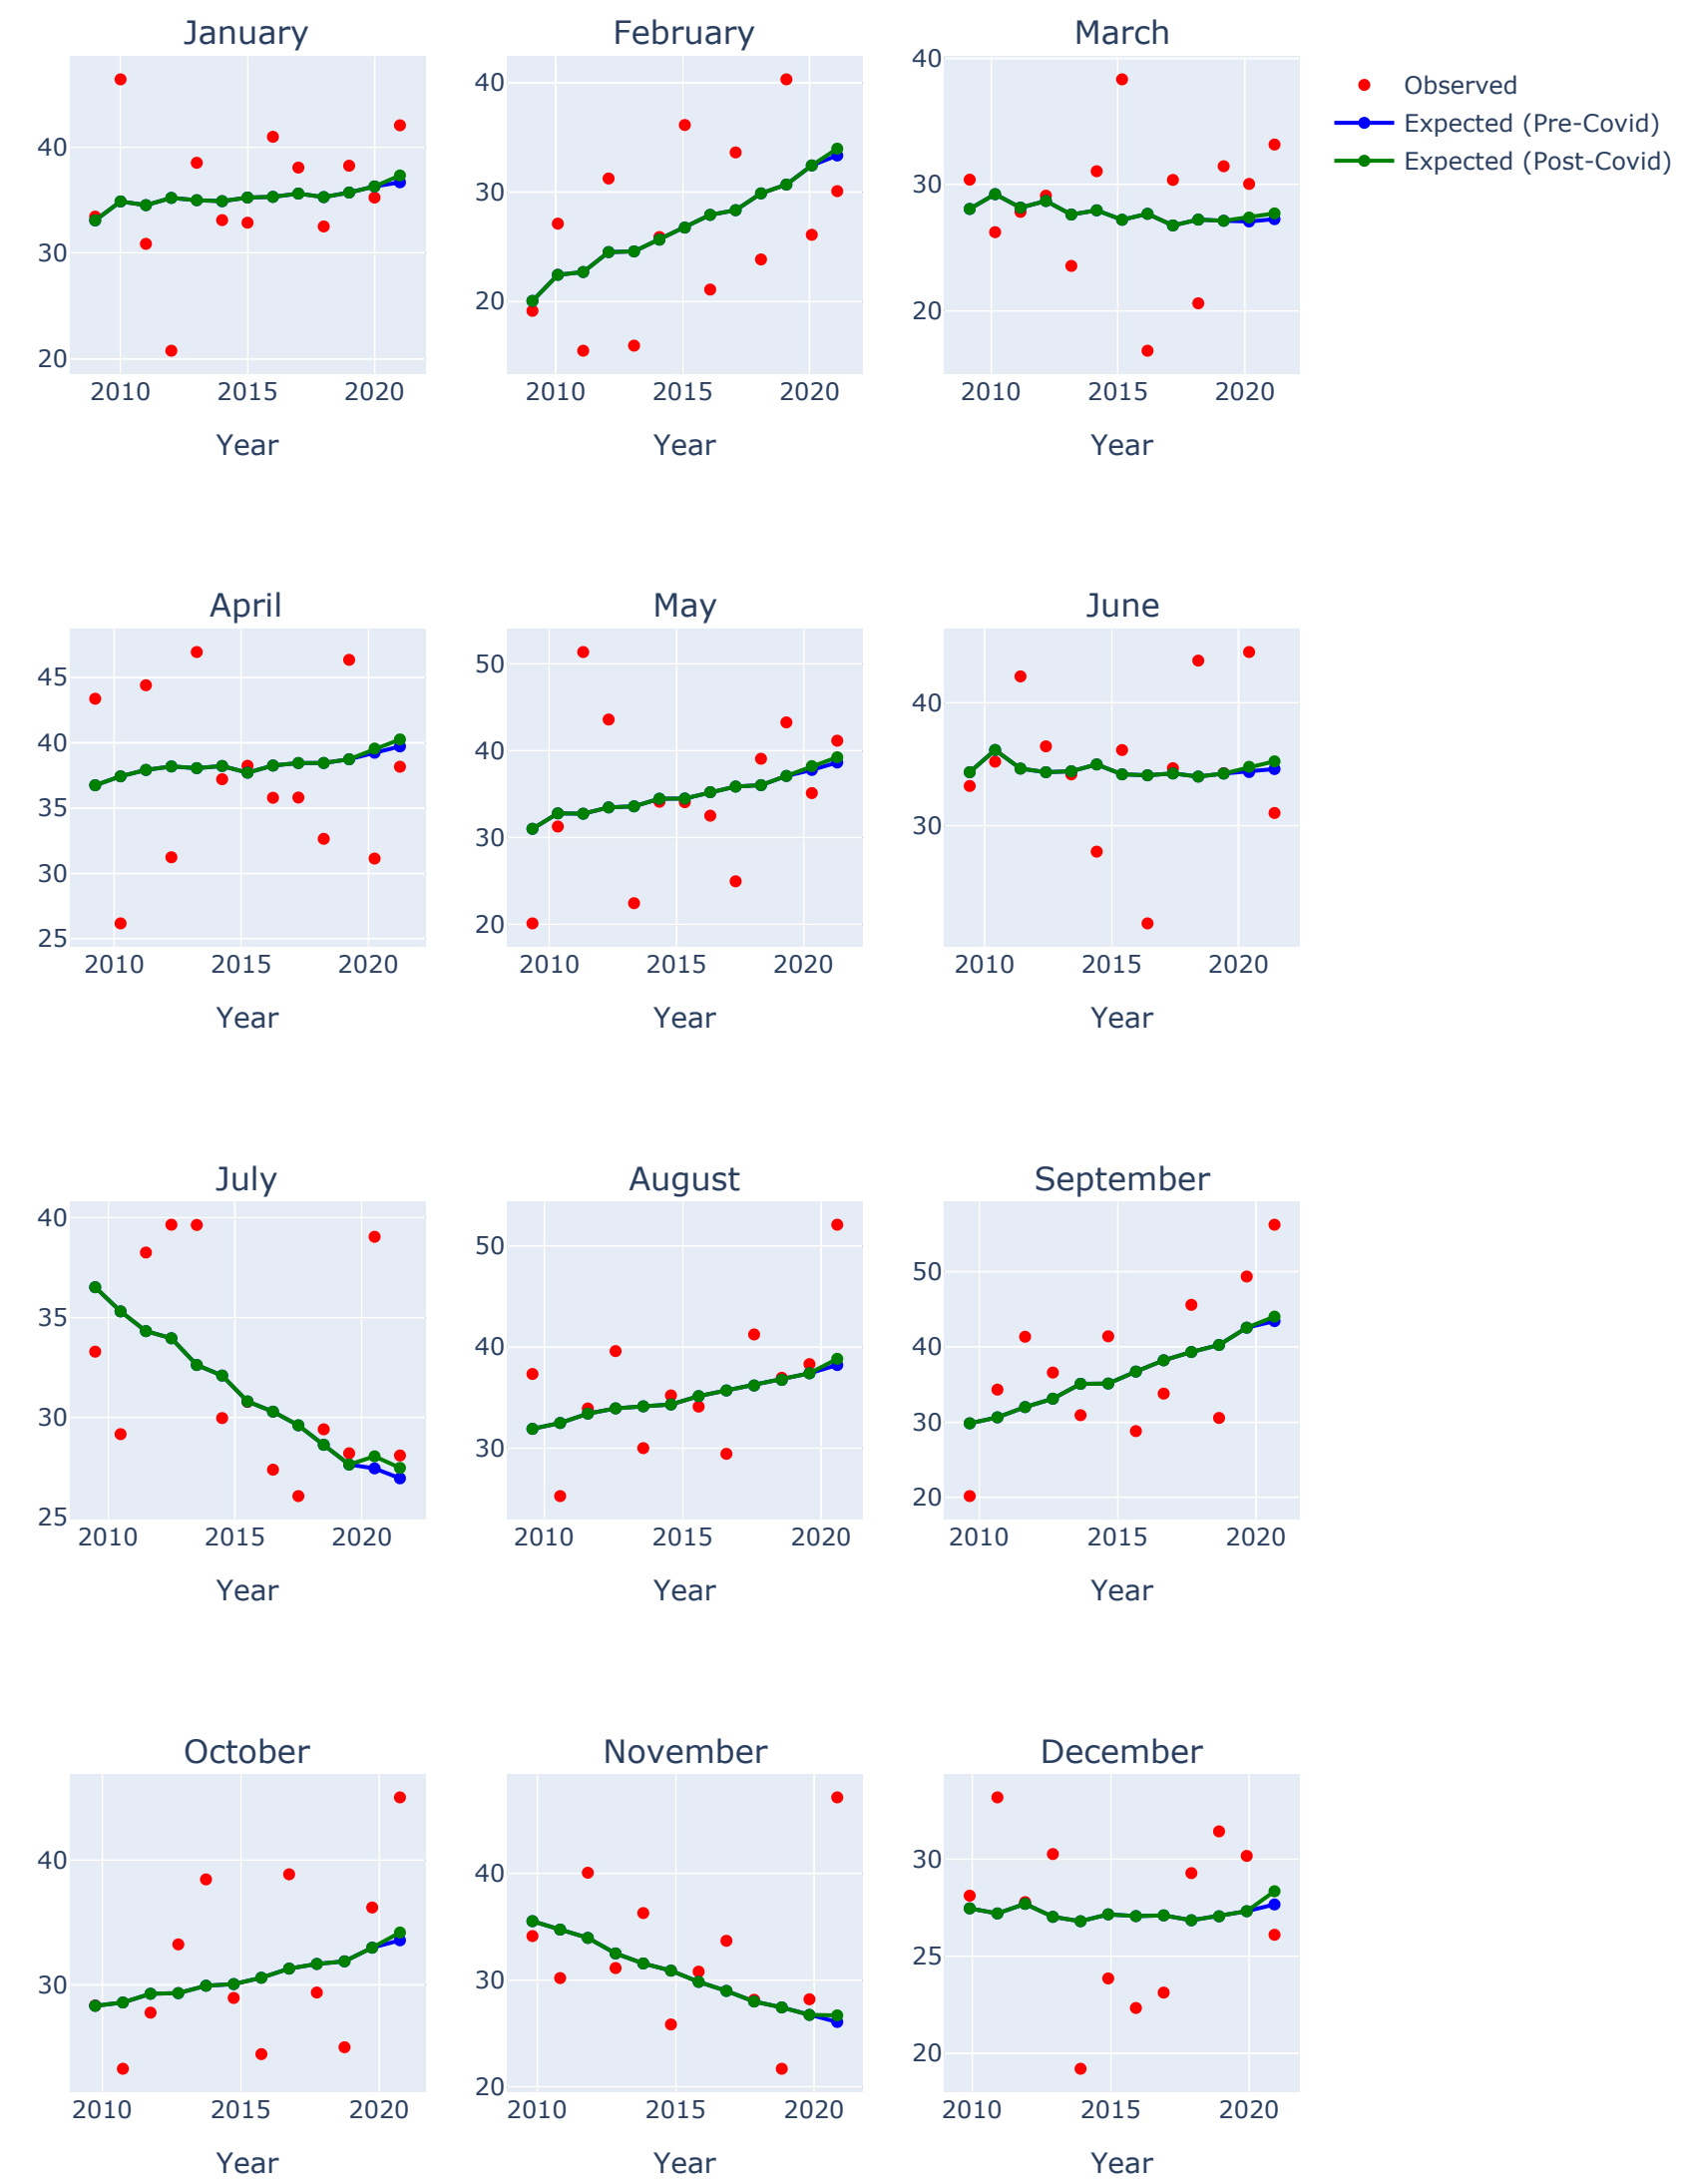 January
February
March
Observed
Expected (Pre-Covid)
Expected (Post-Covid)
40
30
20
2010 2015 2020
Year
40
30
20
2010 2015 2020
Year
40
30
20
2010 2015 2020
Year
April
May
June
45
40
35
30
25
2010 2015 2020
Year
50
40
30
20
2010 2015 2020
Year
40
30
2010 2015 2020
Year
July
August
September
40
35
30
25
2010 2015 2020
Year
50
40
30
2010 2015 2020
Year
50
40
30
20
2010 2015 2020
Year
October
November
December
40
30
2010 2015 2020
Year
40
30
20
2010 2015 2020
Year
30
25
20
2010 2015 2020
Year